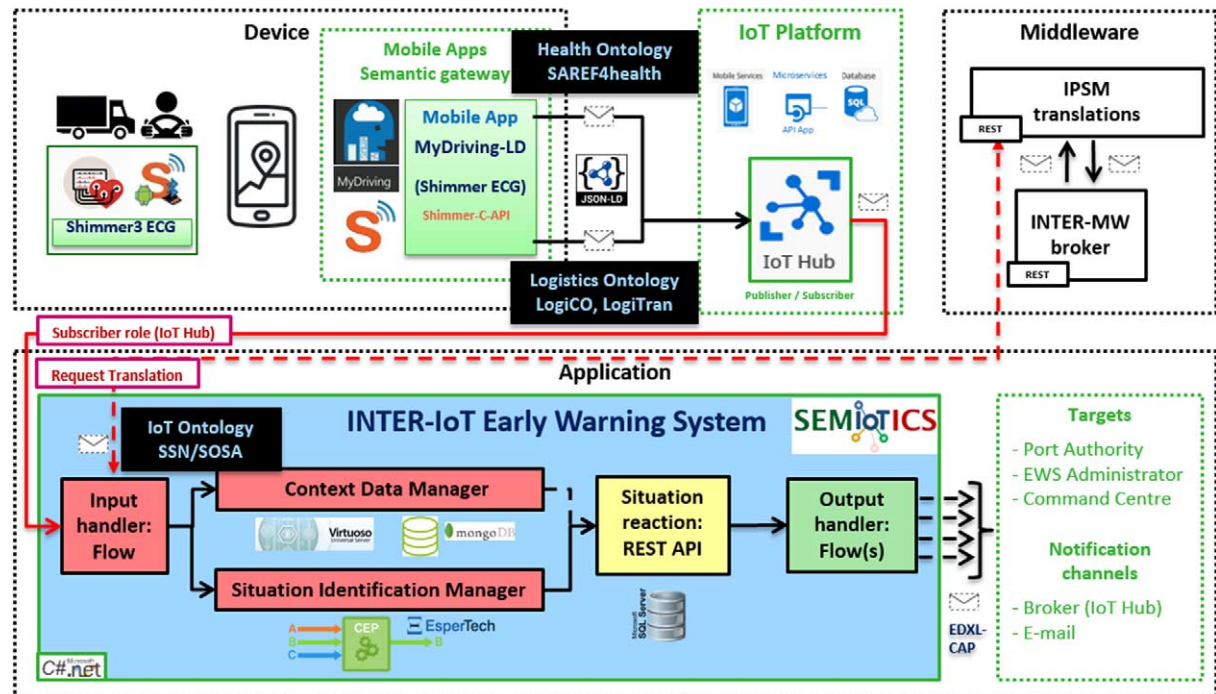 Device
Mobile Apps
Semantic gateway
MyDriving
Mobile App
MyDriving-LD
(Shimmer ECG)
Shimmer-C-API
Shimmer3 ECG
Health Ontology
SAREF4health
JSON-LD
Logistics Ontology
LogiCO, LogiTran
IoT Platform
Mobile Services
Microservices
Database
API App
SQL
IoT Hub
Publisher / Subscriber
Middleware
IPSM
translations
REST
INTER-MW
broker
REST
Subscriber role (IoT Hub)
Request Translation
Application
IoT Ontology
SSN/SOSA
INTER-IoT Early Warning System
SEMIoTICS
Input
handler:
Flow
Context Data Manager
Virtuoso
Universal Server
mongoDB
Situation Identification Manager
A
B
C
CEP
B
EsperTech
Situation
reaction:
REST API
Microsoft
SQL Server
Output
handler:
Flow(s)
EDXL-
CAP
Targets
- Port Authority
- EWS Administrator
- Command Centre
Notification
channels
- Broker (IoT Hub)
- E-mail
C#
Microsoft
.net